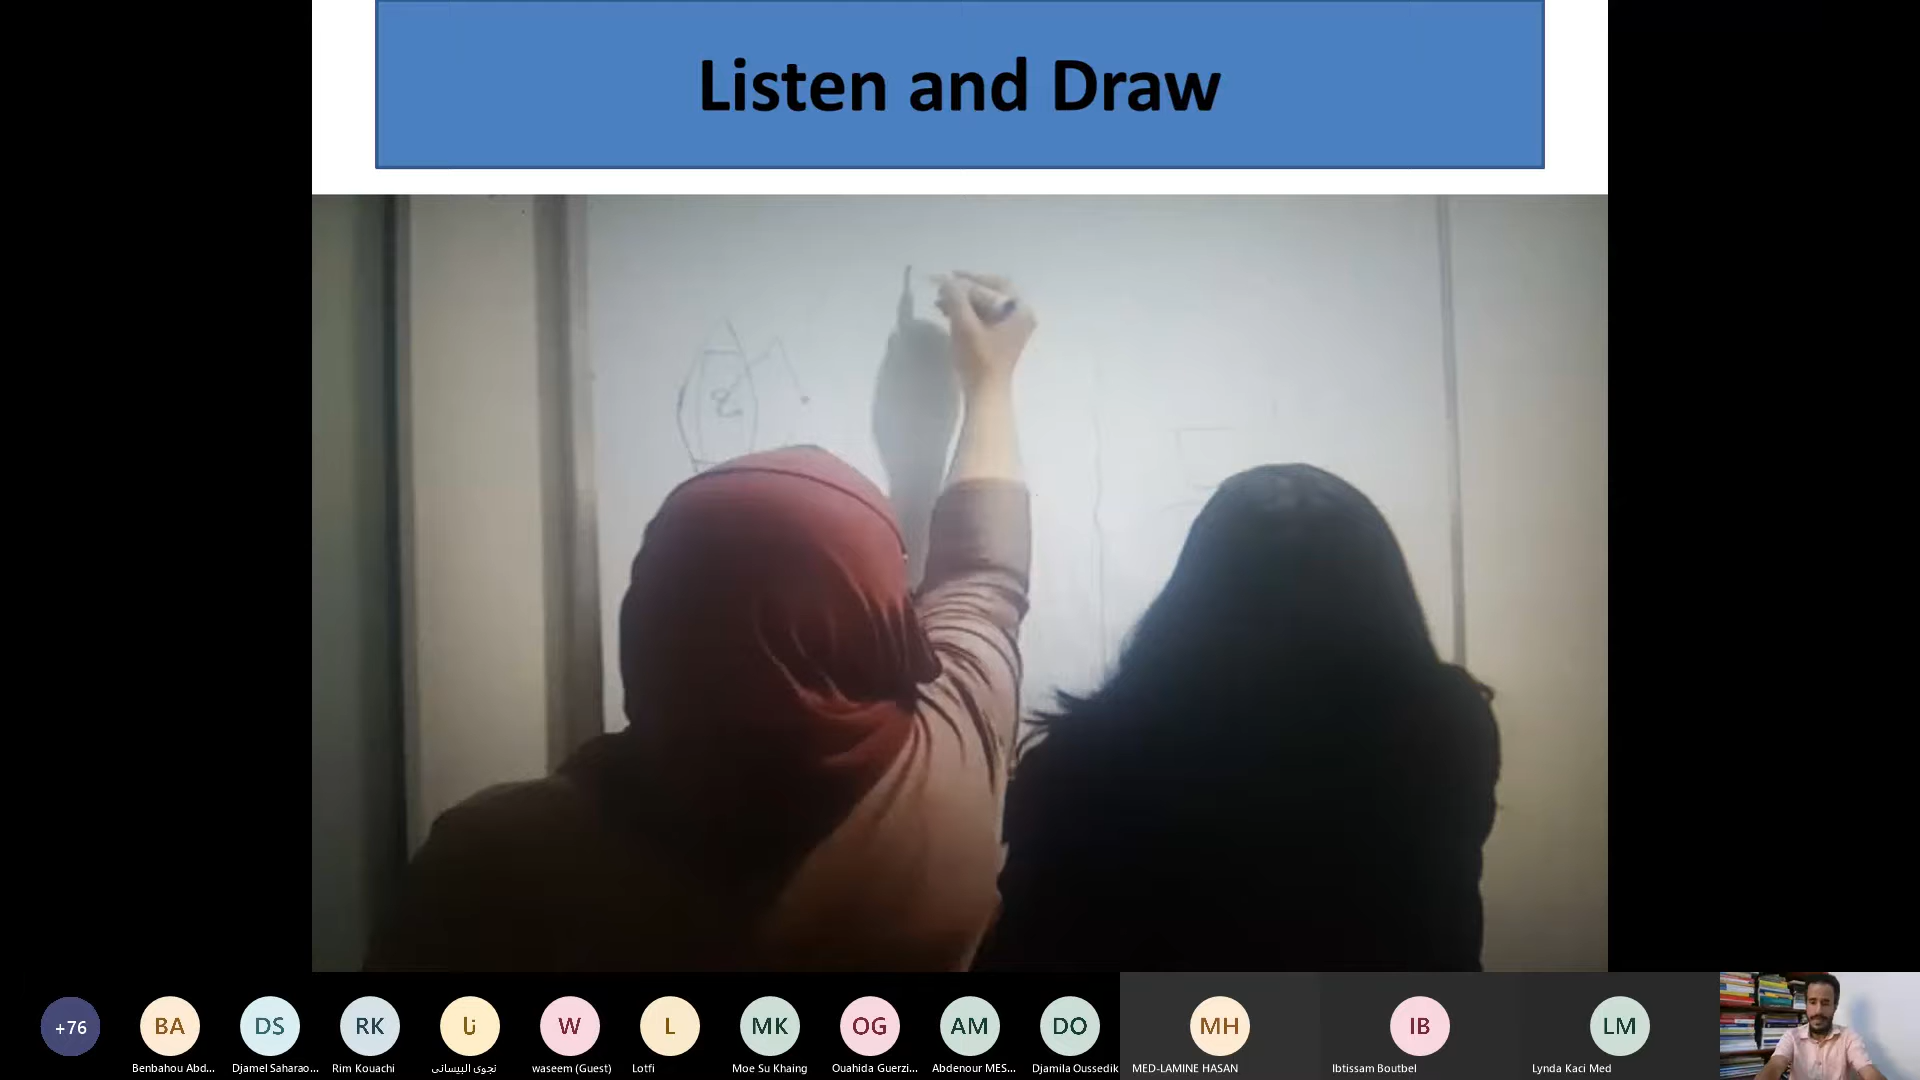 Listen and Draw
8
+76
BA
DS
RK
نا
W
L
MK
OG
AM
DO
MH
IB
LM
Benbahou Abd...
Djamel Saharao...
Rim Kouachi
نجوى البيسانى
waseem (Guest)
Lotfi
Moe Su Khaing
Ouahida Guerzi...
Abdenour MES...
Djamila Oussedik
MED-LAMINE HASAN
Ibtissam Boutbel
Lynda Kaci Med